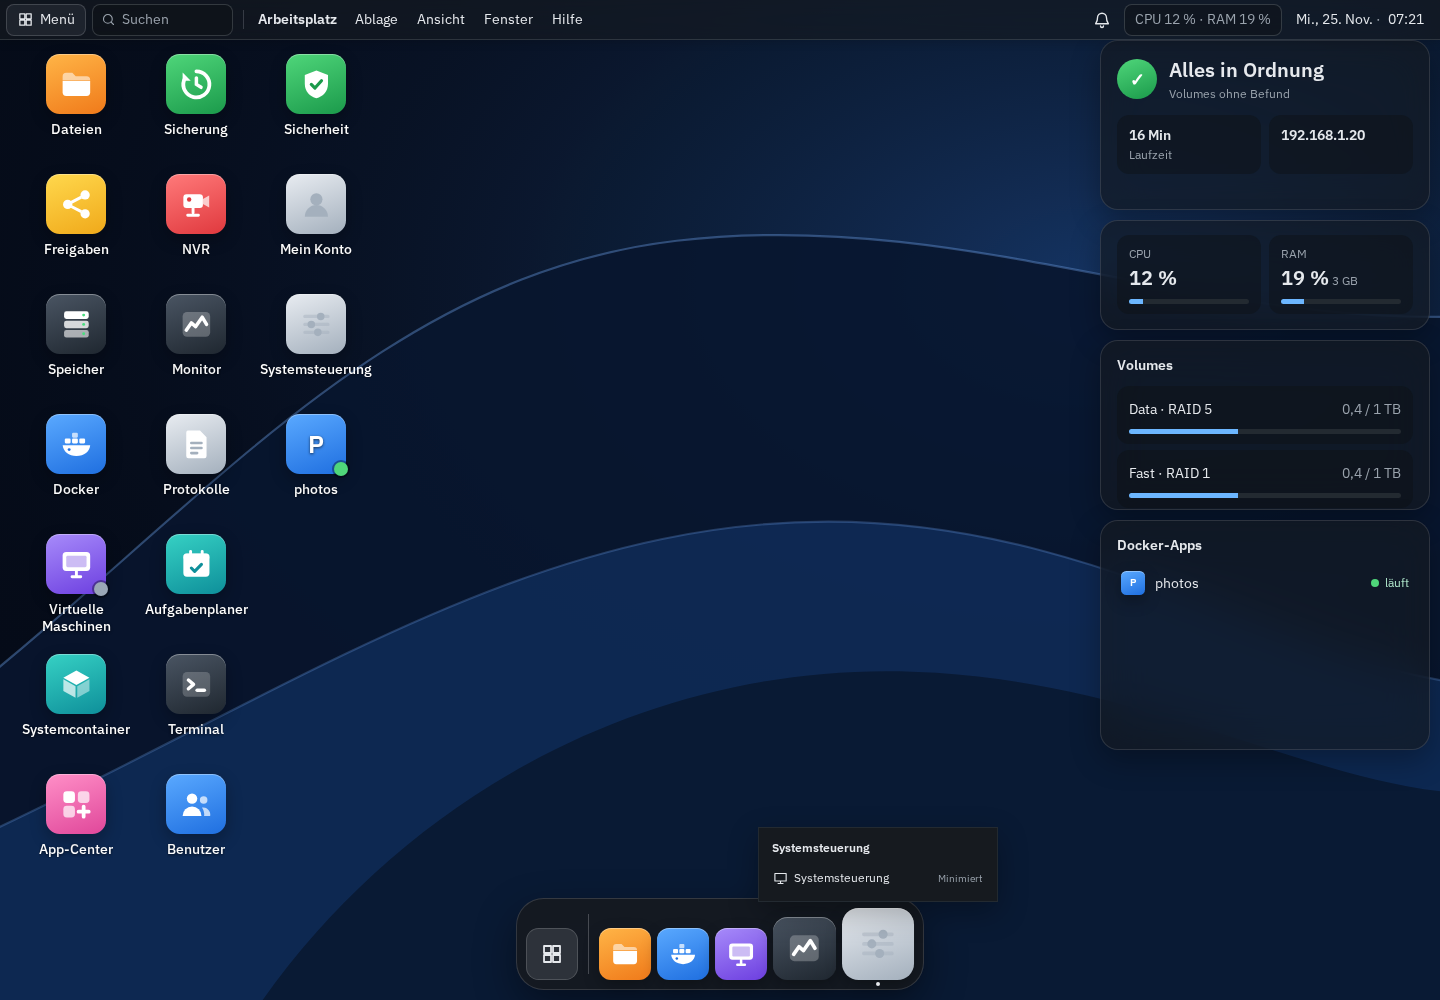 Menü
Suchen
Arbeitsplatz Ablage Ansicht Fenster Hilfe
CPU 12 % · RAM 19 %
Mi., 25. Nov. · 07:21
Dateien
Sicherung
Sicherheit
Freigaben
NVR
Mein Konto
Speicher
Monitor
Systemsteuerung
Docker
Protokolle
P
photos
Virtuelle
Maschinen
Aufgabenplaner
Systemcontainer
Terminal
App-Center
Benutzer
Alles in Ordnung
Volumes ohne Befund
16 Min
Laufzeit
192.168.1.20
CPU
12 %
RAM
19 % 3 GB
Volumes
Data · RAID 5 0,4 / 1 TB
Fast · RAID 1 0,4 / 1 TB
Docker-Apps
P photos läuft
Systemsteuerung
Systemsteuerung Minimiert